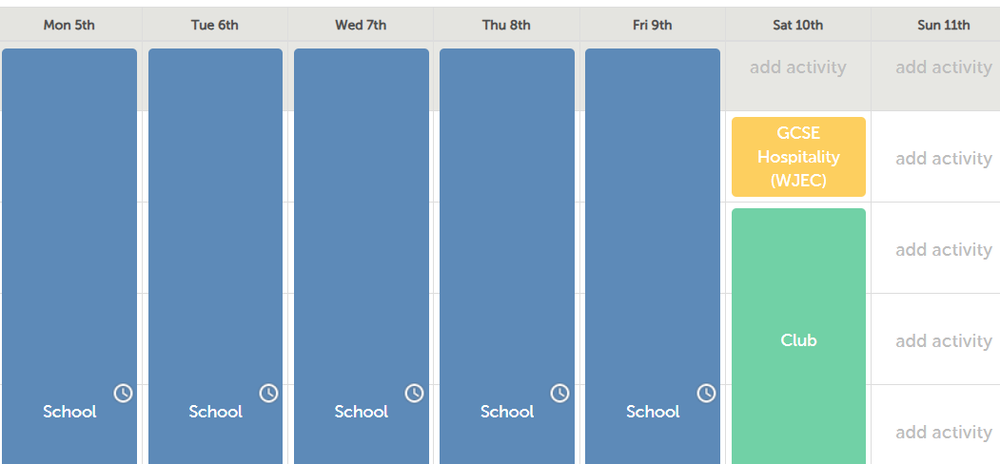 Mon 5th Tue 6th Wed 7th Thu 8th Fri 9th Sat 10th Sun 11th
add activity add activity
GCSE
Hospitality
(WJEC)
add activity
add activity
Club
add activity
School School School School School
add activity